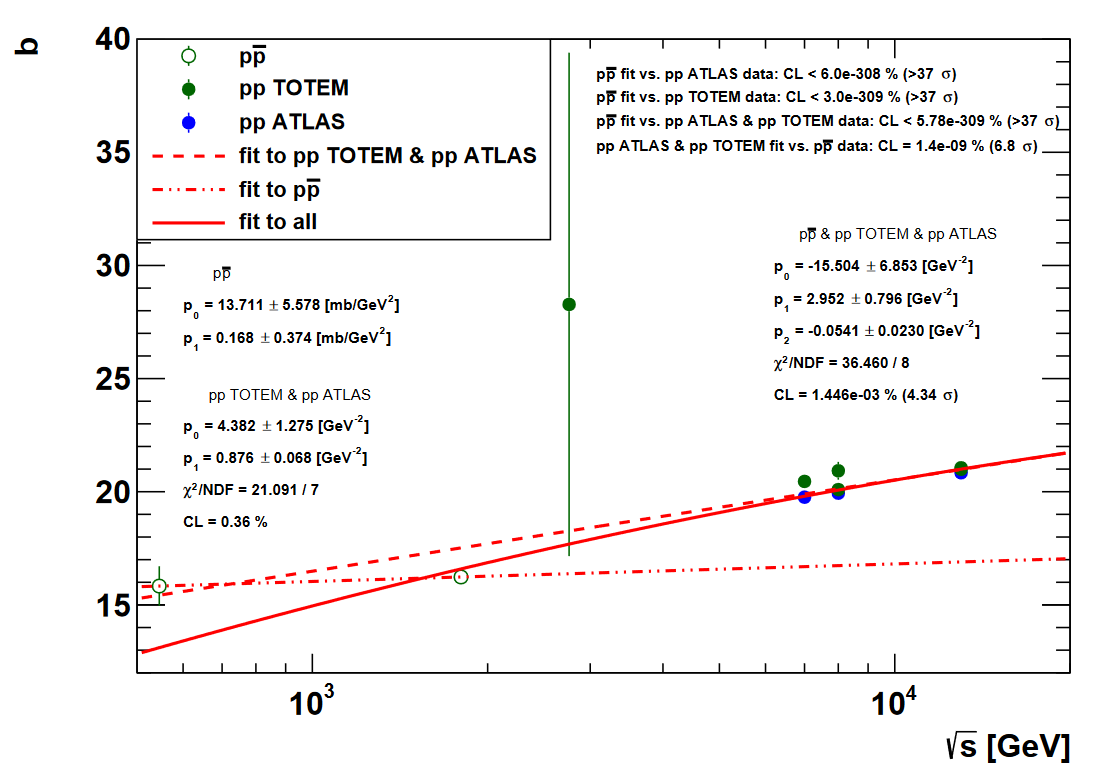 b
40
35
30
25
20
15
10³
10⁴
√s [GeV]
pp̅
pp TOTEM
pp ATLAS
fit to pp TOTEM & pp ATLAS
fit to pp̅
fit to all
pp̅ fit vs. pp ATLAS data: CL < 6.0e-308 % (>37 σ)
pp̅ fit vs. pp TOTEM data: CL < 3.0e-309 % (>37 σ)
pp̅ fit vs. pp ATLAS & pp TOTEM data: CL < 5.78e-309 % (>37 σ)
pp ATLAS & pp TOTEM fit vs. pp̅ data: CL = 1.4e-09 % (6.8 σ)
pp̅
p₀ = 13.711 ± 5.578 [mb/GeV²]
p₁ = 0.168 ± 0.374 [mb/GeV²]
pp TOTEM & pp ATLAS
p₀ = 4.382 ± 1.275 [GeV⁻²]
p₁ = 0.876 ± 0.068 [GeV⁻²]
χ²/NDF = 21.091 / 7
CL = 0.36 %
pp̅ & pp TOTEM & pp ATLAS
p₀ = -15.504 ± 6.853 [GeV⁻²]
p₁ = 2.952 ± 0.796 [GeV⁻²]
p₂ = -0.0541 ± 0.0230 [GeV⁻²]
χ²/NDF = 36.460 / 8
CL = 1.446e-03 % (4.34 σ)